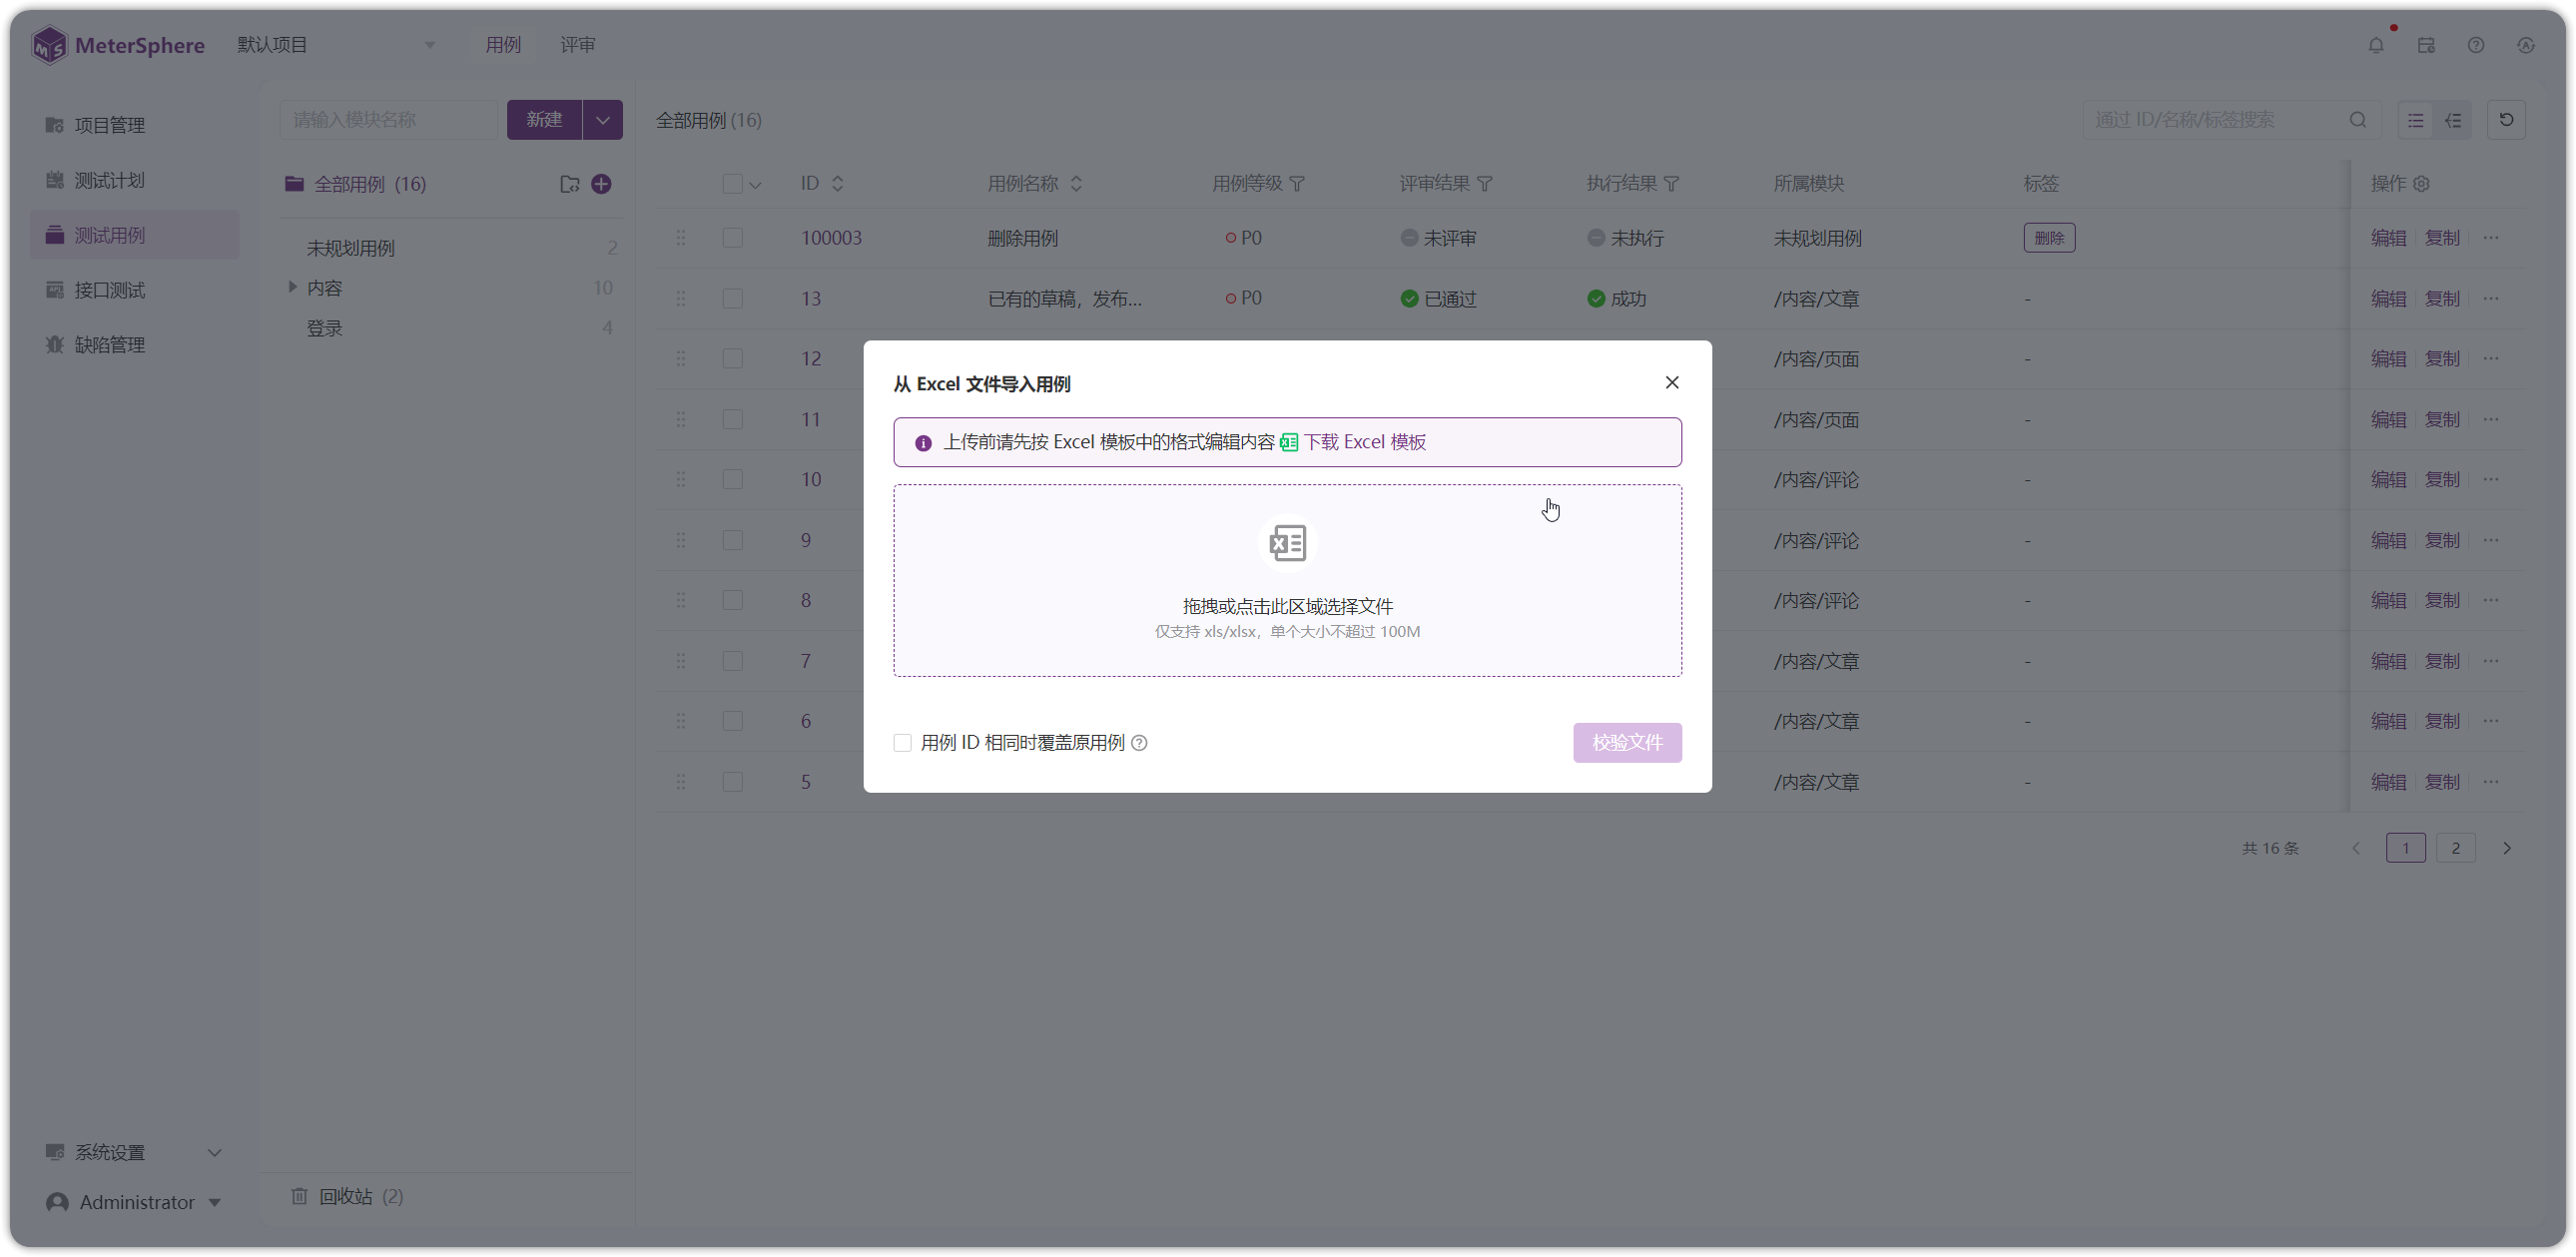 MeterSphere 默认项目 用例 评审
项目管理
测试计划
测试用例
接口测试
缺陷管理
系统设置
Administrator
请输入模块名称 新建
全部用例 (16)
未规划用例 2
内容 10
登录 4
回收站 (2)
全部用例 (16) 通过 ID/名称/标签搜索
ID 用例名称 用例等级 评审结果 执行结果 所属模块 标签 操作
100003 删除用例 P0 未评审 未执行 未规划用例 删除 编辑 复制 ···
13 已有的草稿，发布... P0 已通过 成功 /内容/文章 - 编辑 复制 ···
12 /内容/页面 - 编辑 复制 ···
11 /内容/页面 - 编辑 复制 ···
10 /内容/评论 - 编辑 复制 ···
9 /内容/评论 - 编辑 复制 ···
8 /内容/评论 - 编辑 复制 ···
7 /内容/文章 - 编辑 复制 ···
6 /内容/文章 - 编辑 复制 ···
5 /内容/文章 - 编辑 复制 ···
共 16 条 1 2
从 Excel 文件导入用例
上传前请先按 Excel 模板中的格式编辑内容 下载 Excel 模板
拖拽或点击此区域选择文件
仅支持 xls/xlsx，单个大小不超过 100M
用例 ID 相同时覆盖原用例 校验文件